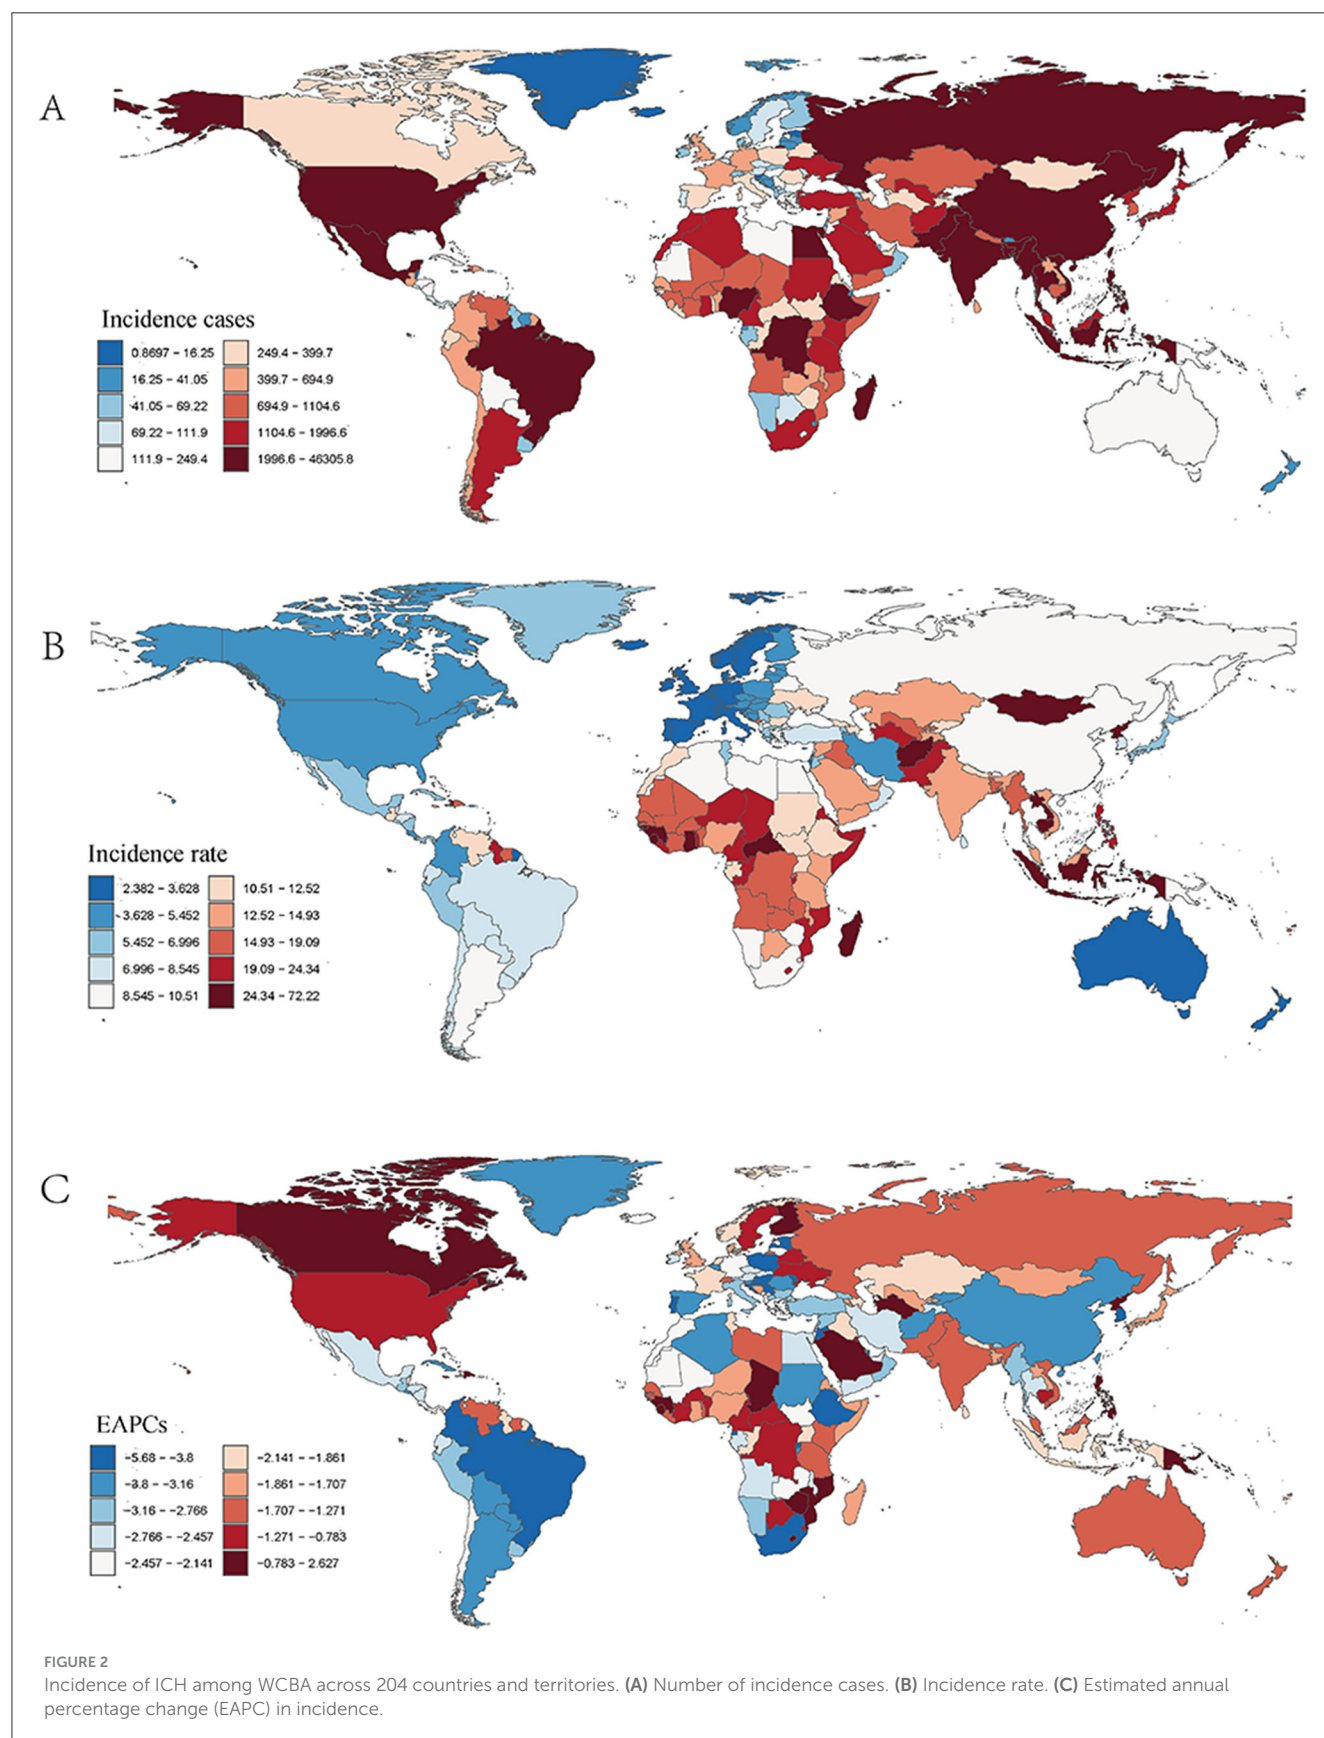 A
Incidence cases
0.8697 – 16.25
16.25 – 41.05
41.05 – 69.22
69.22 – 111.9
111.9 – 249.4
249.4 – 399.7
399.7 – 694.9
694.9 – 1104.6
1104.6 – 1996.6
1996.6 – 46305.8
B
Incidence rate
2.382 – 3.628
3.628 – 5.452
5.452 – 6.996
6.996 – 8.545
8.545 – 10.51
10.51 – 12.52
12.52 – 14.93
14.93 – 19.09
19.09 – 24.34
24.34 – 72.22
C
EAPCs
−5.68 – −3.8
−3.8 – −3.16
−3.16 – −2.766
−2.766 – −2.457
−2.457 – −2.141
−2.141 – −1.861
−1.861 – −1.707
−1.707 – −1.271
−1.271 – −0.783
−0.783 – 2.627
FIGURE 2
Incidence of ICH among WCBA across 204 countries and territories. (A) Number of incidence cases. (B) Incidence rate. (C) Estimated annual
percentage change (EAPC) in incidence.